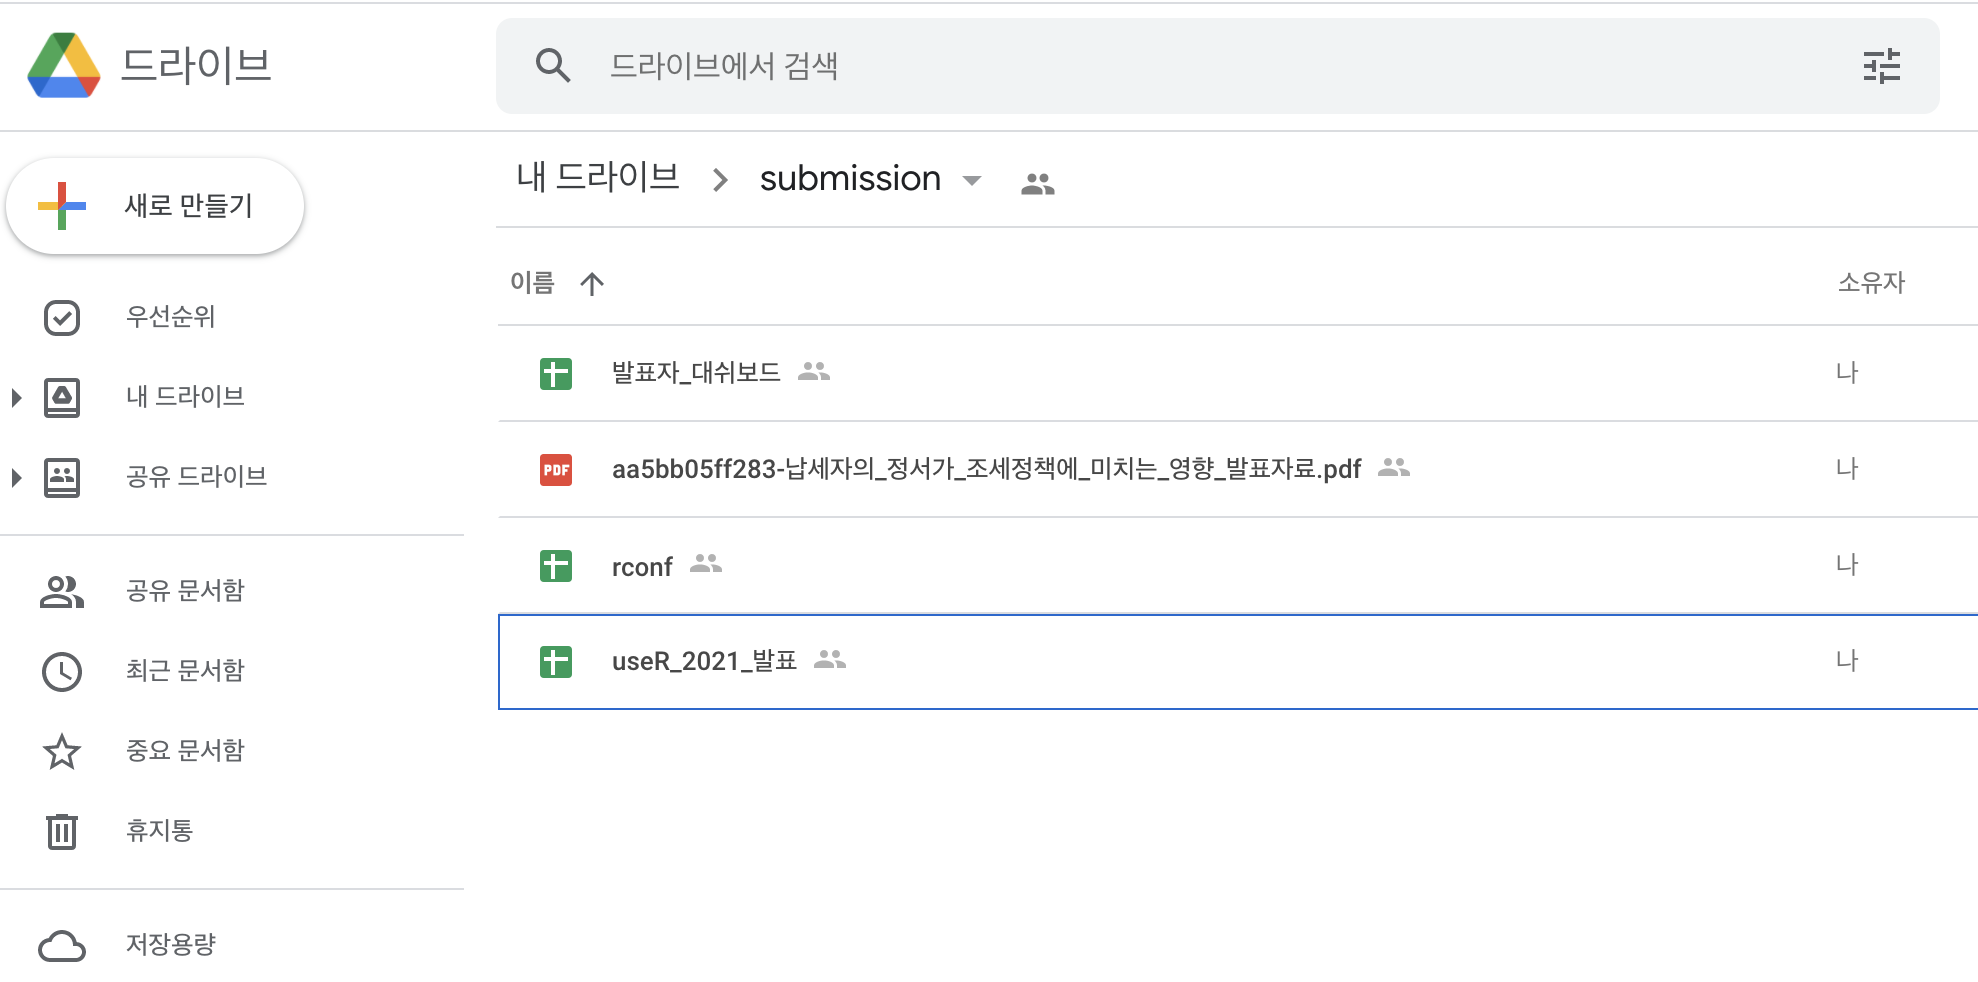 드라이브
드라이브에서 검색
새로 만들기
우선순위
내 드라이브
공유 드라이브
공유 문서함
최근 문서함
중요 문서함
휴지통
저장용량
내 드라이브 > submission
이름 ↑ 소유자
발표자_대쉬보드 나
PDF aa5bb05ff283-납세자의_정서가_조세정책에_미치는_영향_발표자료.pdf 나
rconf 나
useR_2021_발표 나